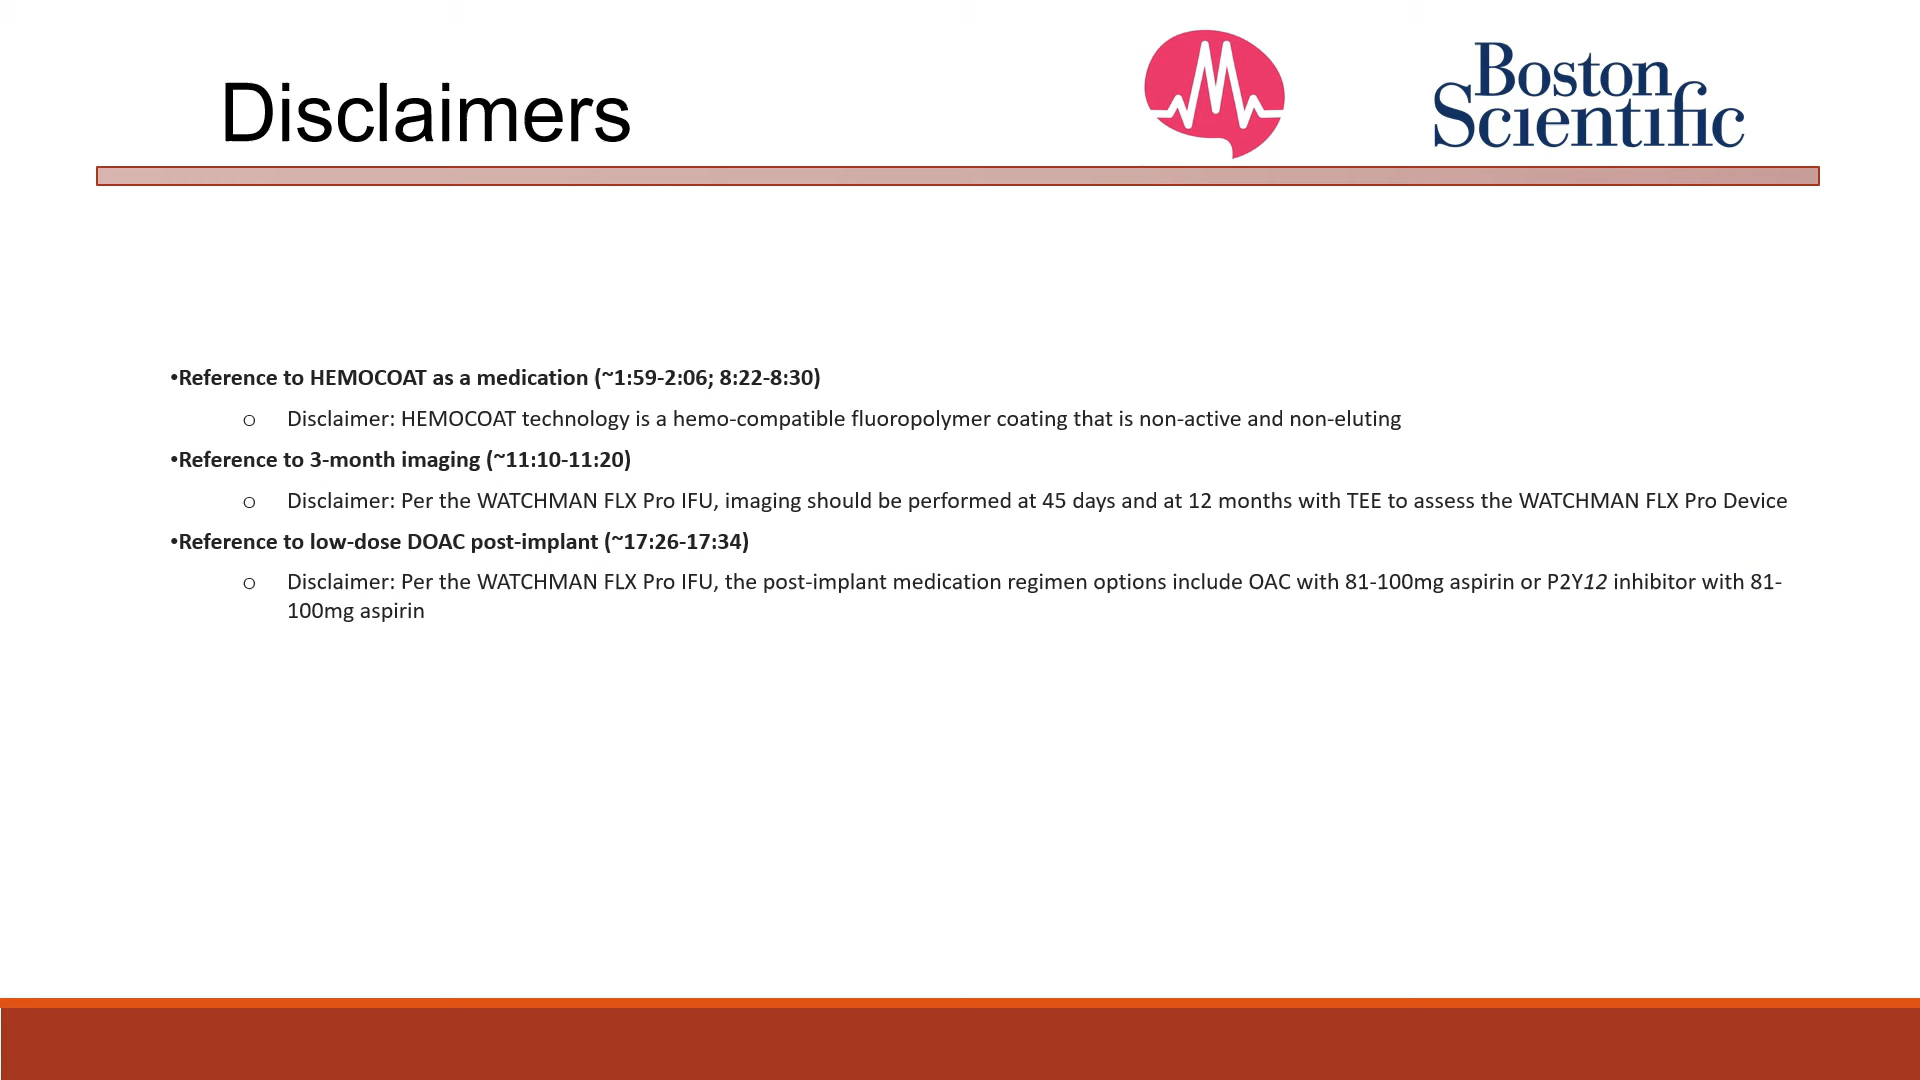 Disclaimers
Boston
Scientific
•Reference to HEMOCOAT as a medication (~1:59-2:06; 8:22-8:30)
o Disclaimer: HEMOCOAT technology is a hemo-compatible fluoropolymer coating that is non-active and non-eluting
•Reference to 3-month imaging (~11:10-11:20)
o Disclaimer: Per the WATCHMAN FLX Pro IFU, imaging should be performed at 45 days and at 12 months with TEE to assess the WATCHMAN FLX Pro Device
•Reference to low-dose DOAC post-implant (~17:26-17:34)
o Disclaimer: Per the WATCHMAN FLX Pro IFU, the post-implant medication regimen options include OAC with 81-100mg aspirin or P2Y12 inhibitor with 81-
100mg aspirin